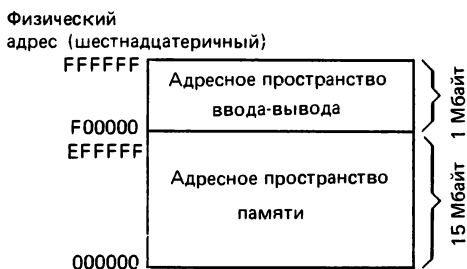 Физический
адрес (шестнадцатеричный)
FFFFFF
Адресное пространство
ввода-вывода
1 Мбайт
F00000
EFFFFF
Адресное пространство
памяти
15 Мбайт
000000